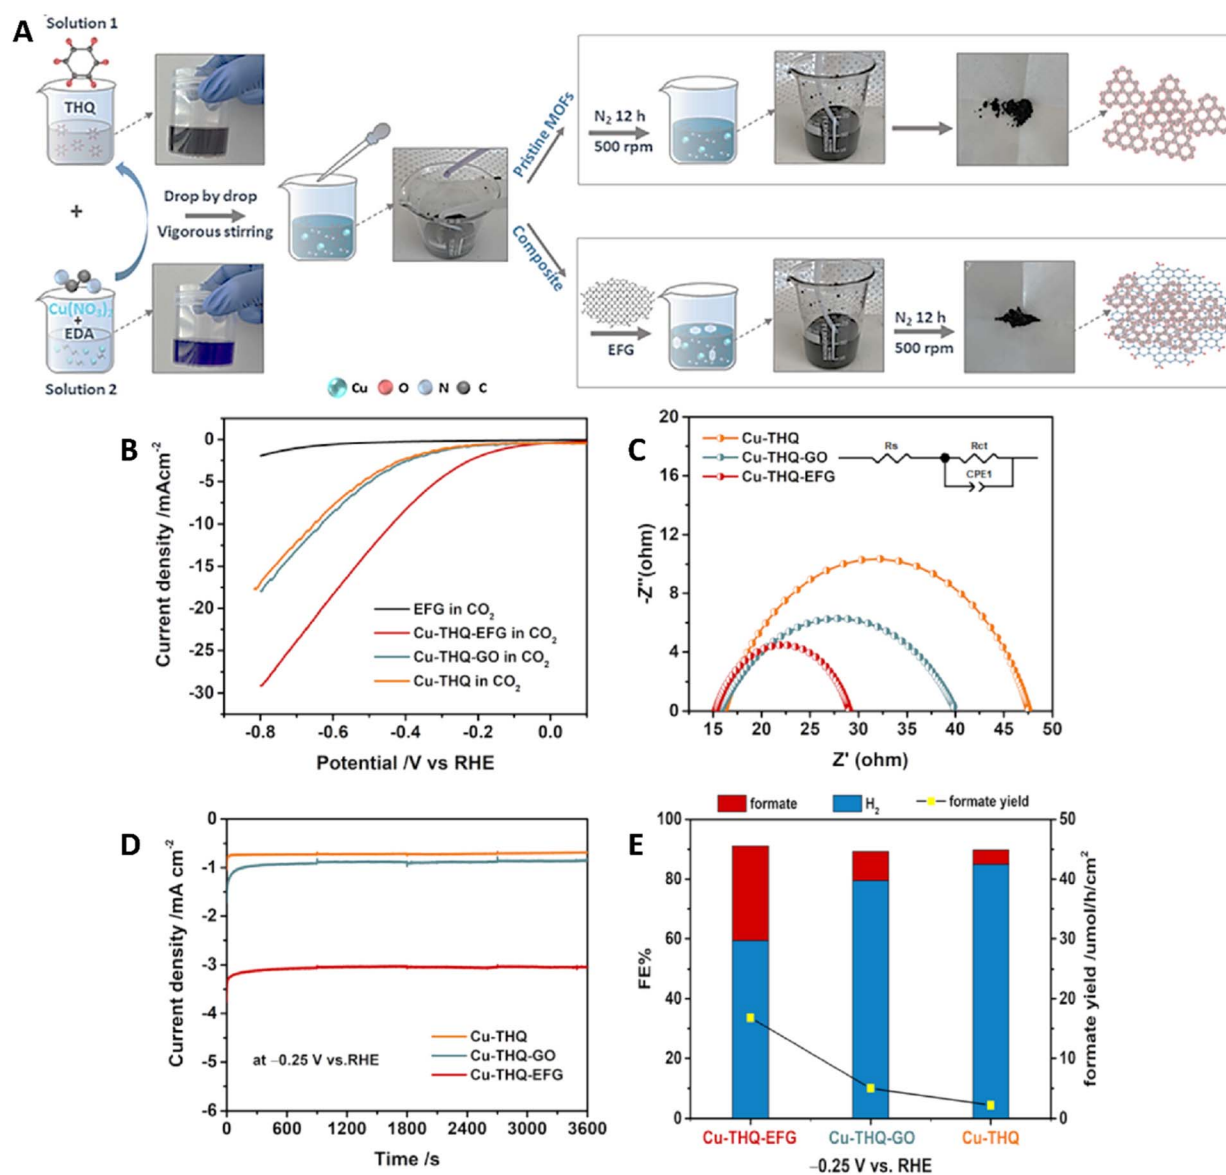 A
Solution 1
THQ
+
Cu(NO₃)₂
+
EDA
Solution 2
Drop by drop
Vigorous stirring
Pristine MOFs
Composite
N₂ 12 h
500 rpm
EFG
N₂ 12 h
500 rpm
Cu O N C
B
Current density /mAcm⁻²
0
-5
-10
-15
-20
-25
-30
EFG in CO₂
Cu-THQ-EFG in CO₂
Cu-THQ-GO in CO₂
Cu-THQ in CO₂
-0.8 -0.6 -0.4 -0.2 0.0
Potential /V vs RHE
C
-Z''(ohm)
20
16
12
8
4
0
Cu-THQ
Cu-THQ-GO
Cu-THQ-EFG
Rs Rct
CPE1
15 20 25 30 35 40 45 50
Z' (ohm)
D
Current density /mA cm⁻²
0
-1
-2
-3
-4
-5
-6
at –0.25 V vs.RHE
Cu-THQ
Cu-THQ-GO
Cu-THQ-EFG
0 600 1200 1800 2400 3000 3600
Time /s
formate H₂ formate yield
E
FE%
100
80
60
40
20
0
50
40
30
20
10
0
formate yield /umol/h/cm²
Cu-THQ-EFG Cu-THQ-GO Cu-THQ
–0.25 V vs. RHE